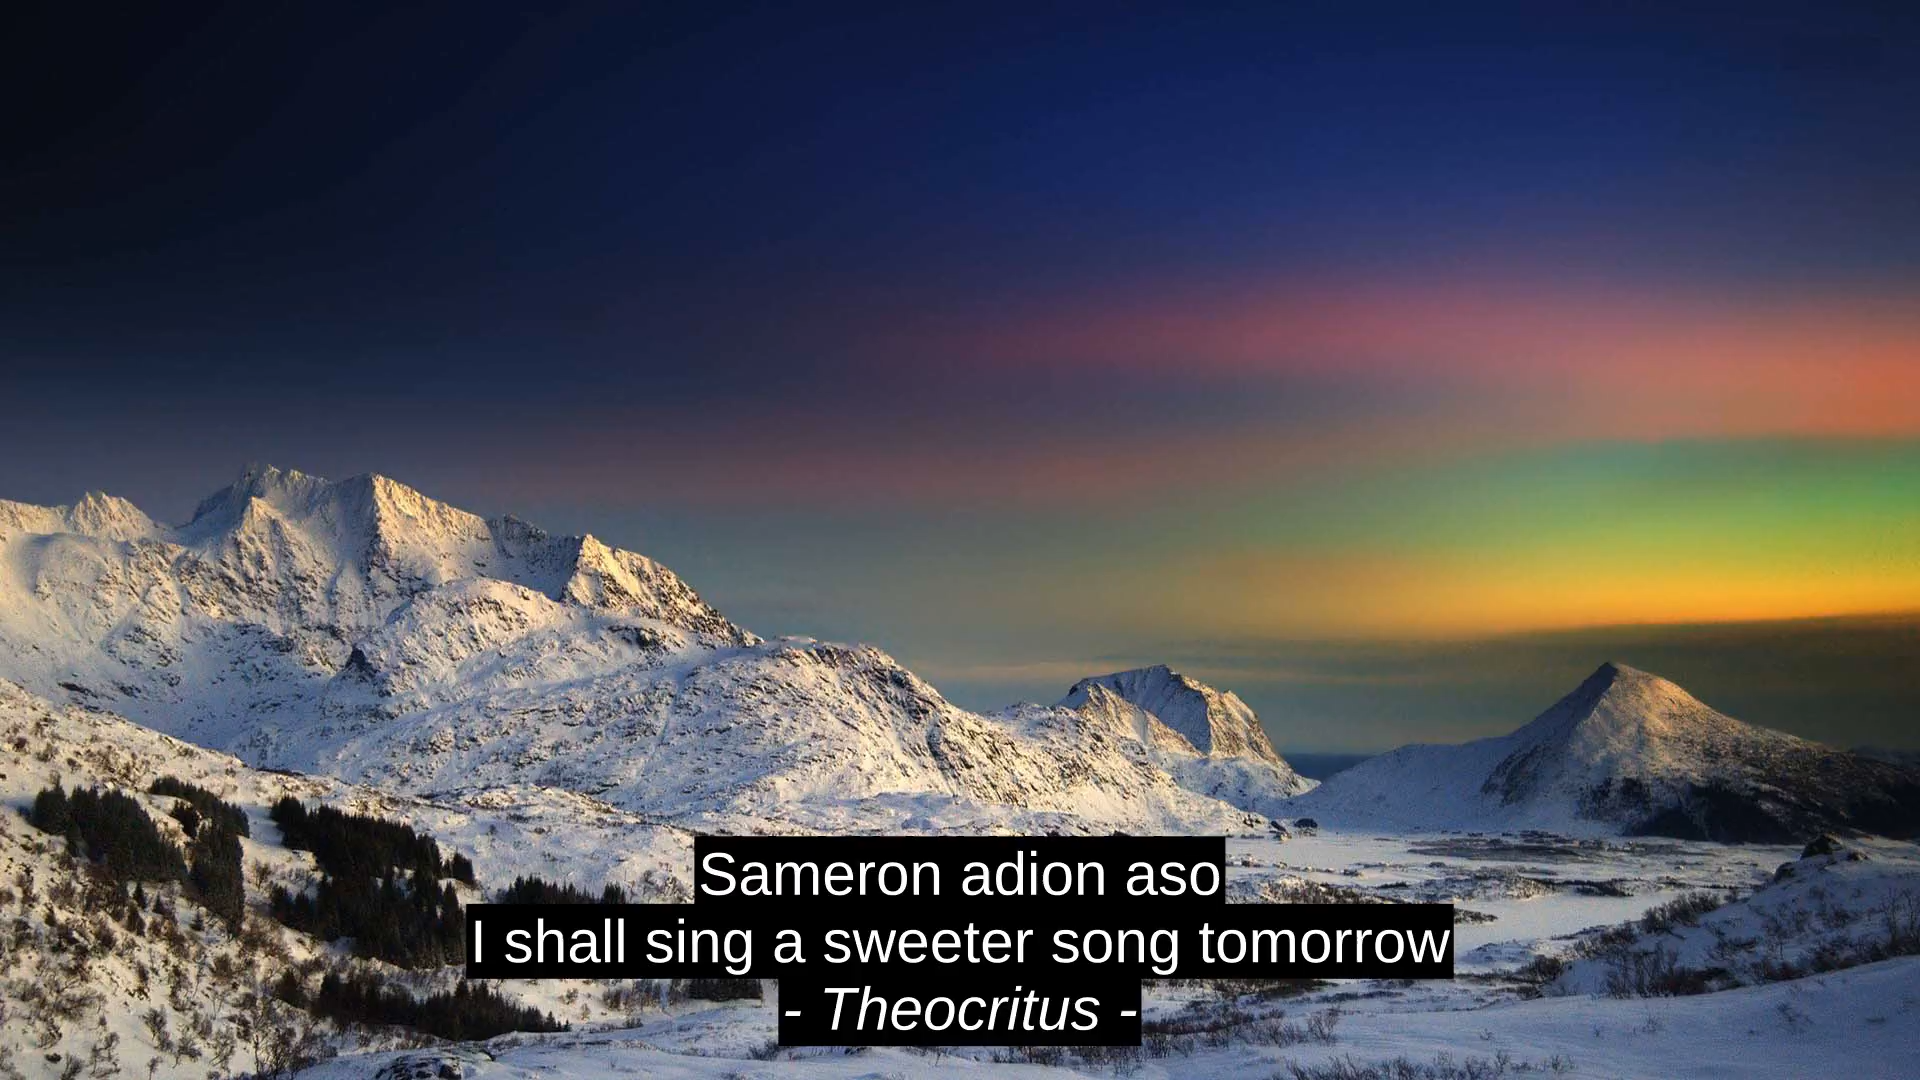 Sameron adion aso
I shall sing a sweeter song tomorrow
- Theocritus -